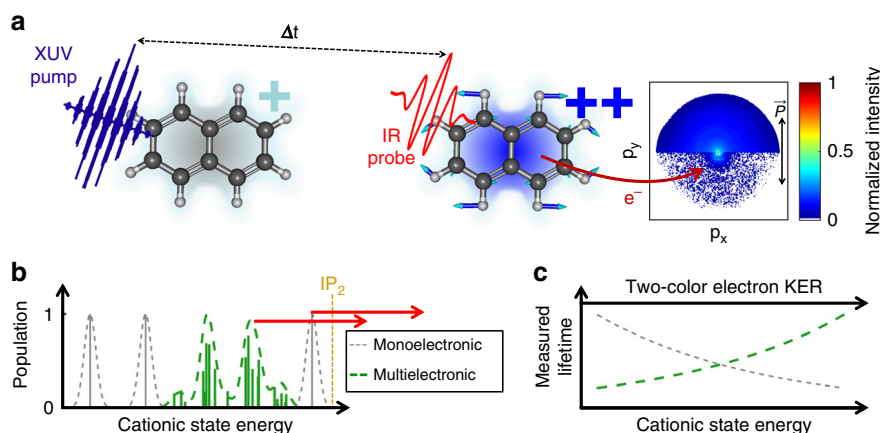 a
Δt
XUV
pump
+
IR
probe
++
e⁻
p_y
p_x
P⃗
1
0.5
0
Normalized intensity
b
IP₂
Population
1
0
Monoelectronic
Multielectronic
Cationic state energy
c
Two-color electron KER
Measured
lifetime
Cationic state energy